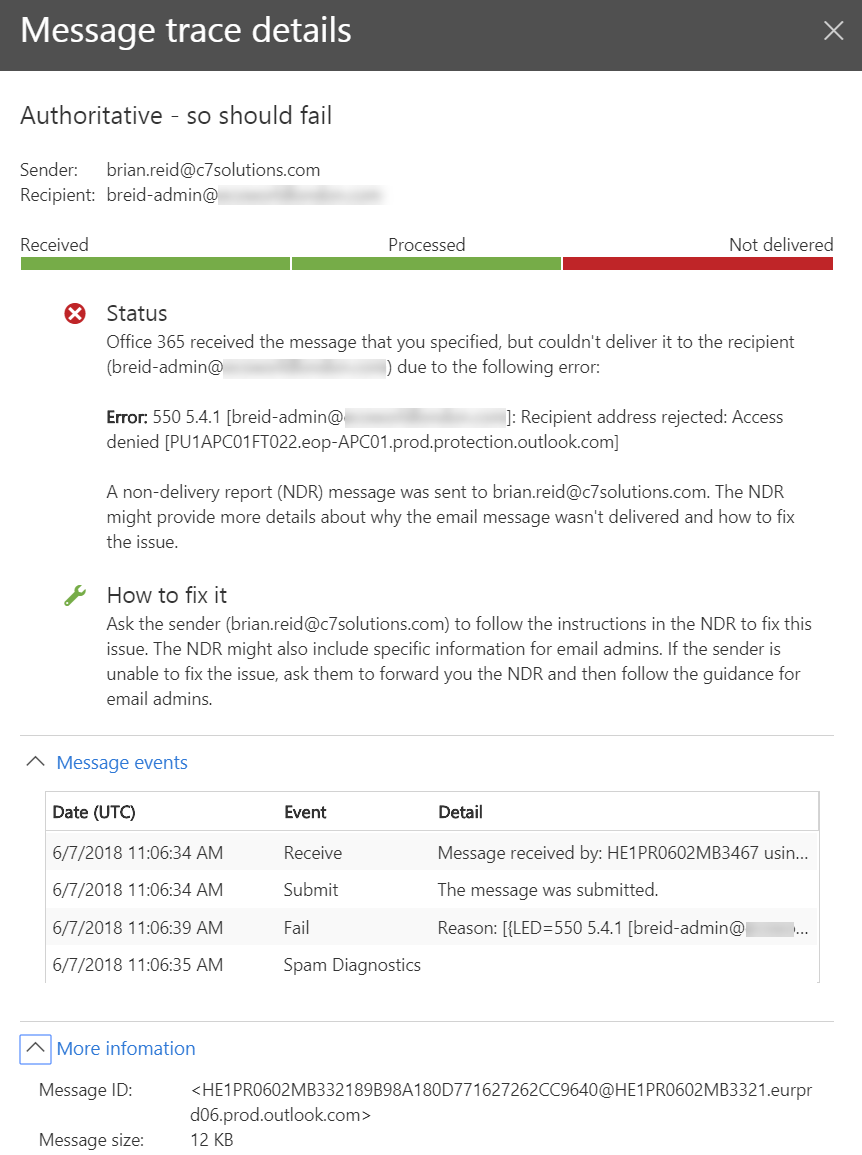 Message trace details
Authoritative - so should fail
Sender: brian.reid@c7solutions.com
Recipient: breid-admin@
Received Processed Not delivered
Status
Office 365 received the message that you specified, but couldn't deliver it to the recipient
(breid-admin@ ) due to the following error:
Error: 550 5.4.1 [breid-admin@ ]: Recipient address rejected: Access
denied [PU1APC01FT022.eop-APC01.prod.protection.outlook.com]
A non-delivery report (NDR) message was sent to brian.reid@c7solutions.com. The NDR
might provide more details about why the email message wasn't delivered and how to fix
the issue.
How to fix it
Ask the sender (brian.reid@c7solutions.com) to follow the instructions in the NDR to fix this
issue. The NDR might also include specific information for email admins. If the sender is
unable to fix the issue, ask them to forward you the NDR and then follow the guidance for
email admins.
Message events
Date (UTC) Event Detail
6/7/2018 11:06:34 AM Receive Message received by: HE1PR0602MB3467 usin...
6/7/2018 11:06:34 AM Submit The message was submitted.
6/7/2018 11:06:39 AM Fail Reason: [{LED=550 5.4.1 [breid-admin@ ...
6/7/2018 11:06:35 AM Spam Diagnostics
More infomation
Message ID: <HE1PR0602MB332189B98A180D771627262CC9640@HE1PR0602MB3321.eurpr
d06.prod.outlook.com>
Message size: 12 KB